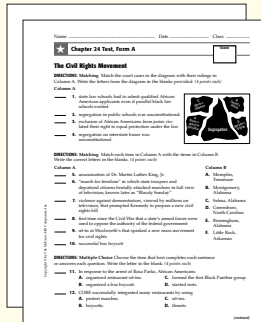 Name Date Class
Chapter 24 Test, Form A
Score
The Civil Rights Movement
DIRECTIONS: Matching Match the court cases in the diagram with their rulings in
Column A. Write the letters from the diagram in the blanks provided. (4 points each)
Column A
1. state law schools had to admit qualified African
American applicants even if parallel black law schools
existed
2. segregation in public schools was unconstitutional
3. exclusion of African Americans from juries vio-
lated their right to equal protection under the law
4. segregation on interstate buses was
unconstitutional
Segregation
DIRECTIONS: Matching Match each item in Column A with the items in Column B.
Write the correct letters in the blanks. (4 points each)
Column A
Column B
5. assassination of Dr. Martin Luther King, Jr.
6. "march for freedom" in which state troopers and
deputized citizens brutally attacked marchers in full view
of television; known later as "Bloody Sunday"
7. violence against demonstrators, viewed by millions on
television, that prompted Kennedy to prepare a new civil
rights bill
8. first time since the Civil War that a state's armed forces were
used to oppose the authority of the federal government
9. sit-in at Woolworth's that sparked a new mass movement
for civil rights
10. successful bus boycott
A. Memphis,
Tennessee
B. Montgomery,
Alabama
C. Selma, Alabama
D. Greensboro,
North Carolina
E. Birmingham,
Alabama
F. Little Rock,
Arkansas
DIRECTIONS: Multiple Choice Choose the item that best completes each sentence
or answers each question. Write the letter in the blank. (4 points each)
11. In response to the arrest of Rosa Parks, African Americans
A. organized restaurant sit-ins. C. formed the first Black Panther group.
B. organized a bus boycott. D. started riots.
12. CORE successfully integrated many restaurants by using
A. protest marches. C. sit-ins.
B. boycotts. D. threats.
(continued)